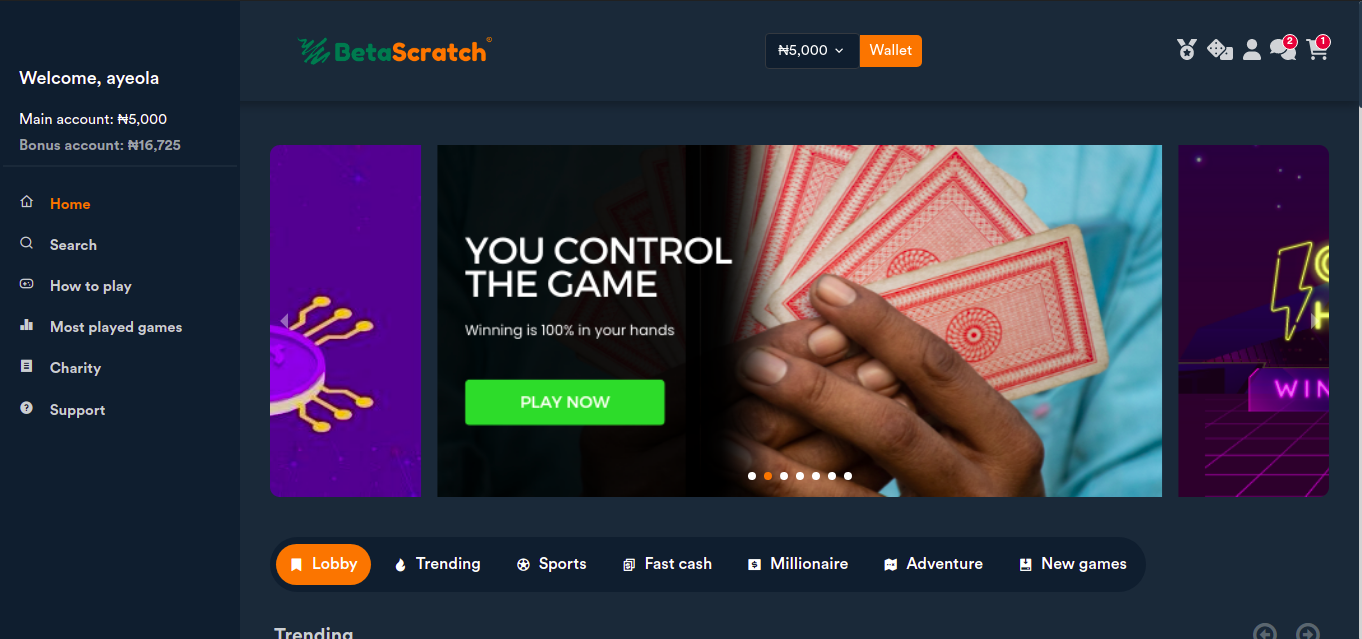 Welcome, ayeola
Main account: ₦5,000
Bonus account: ₦16,725
Home
Search
How to play
Most played games
Charity
Support
BetaScratch®
₦5,000
Wallet
2
1
YOU CONTROL
THE GAME
Winning is 100% in your hands
PLAY NOW
WIN
Lobby
Trending
Sports
Fast cash
Millionaire
Adventure
New games
Trending